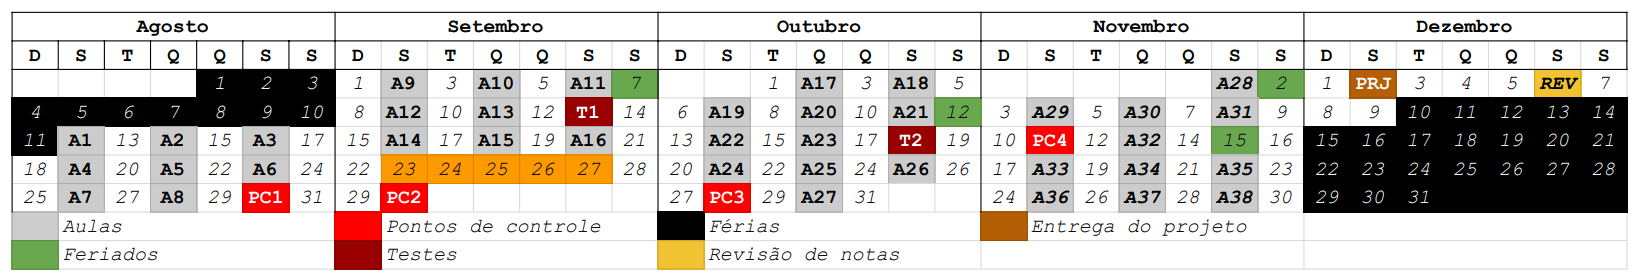 Agosto Setembro Outubro Novembro Dezembro
D S T Q Q S S D S T Q Q S S D S T Q Q S S D S T Q Q S S D S T Q Q S S
1 2 3 1 A9 3 A10 5 A11 7 1 A17 3 A18 5 A28 2 1 PRJ 3 4 5 REV 7
4 5 6 7 8 9 10 8 A12 10 A13 12 T1 14 6 A19 8 A20 10 A21 12 3 A29 5 A30 7 A31 9 8 9 10 11 12 13 14
11 A1 13 A2 15 A3 17 15 A14 17 A15 19 A16 21 13 A22 15 A23 17 T2 19 10 PC4 12 A32 14 15 16 15 16 17 18 19 20 21
18 A4 20 A5 22 A6 24 22 23 24 25 26 27 28 20 A24 22 A25 24 A26 26 17 A33 19 A34 21 A35 23 22 23 24 25 26 27 28
25 A7 27 A8 29 PC1 31 29 PC2 27 PC3 29 A27 31 24 A36 26 A37 28 A38 30 29 30 31
Aulas Pontos de controle Férias Entrega do projeto
Feriados Testes Revisão de notas